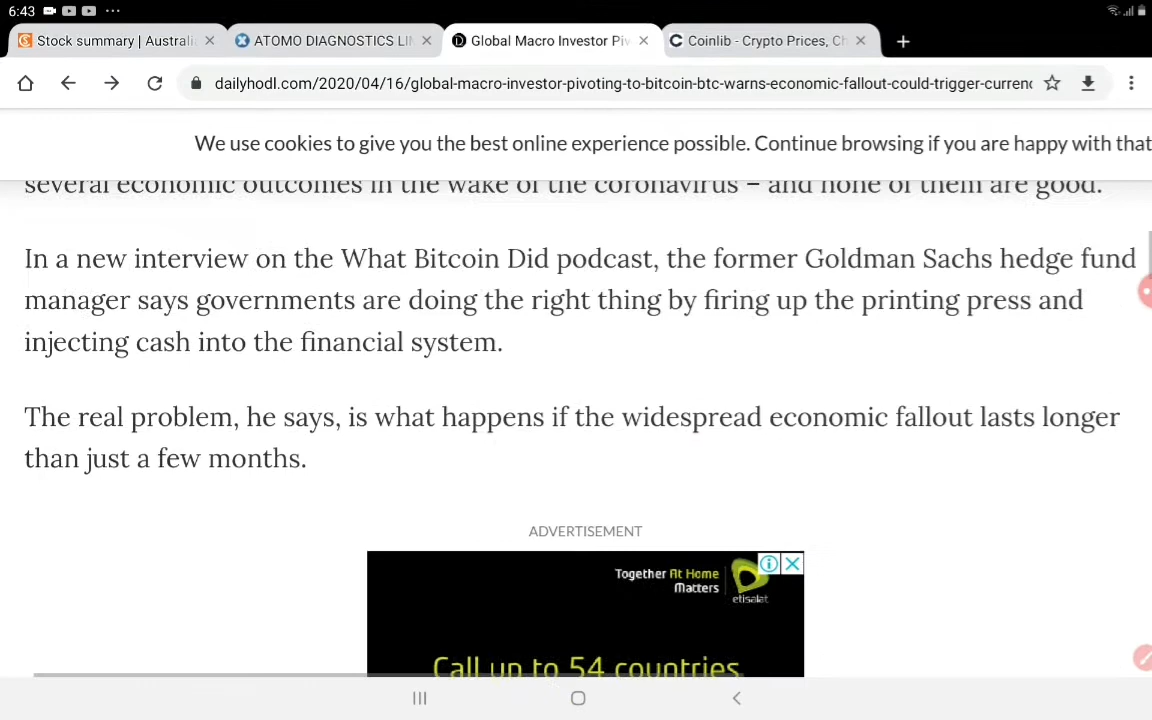 6:43
Stock summary | Australi
ATOMO DIAGNOSTICS LI
Global Macro Investor Piv
Coinlib - Crypto Prices, Ch
dailyhodl.com/2020/04/16/global-macro-investor-pivoting-to-bitcoin-btc-warns-economic-fallout-could-trigger-currenc
We use cookies to give you the best online experience possible. Continue browsing if you are happy with that
several economic outcomes in the wake of the coronavirus – and none of them are good.
In a new interview on the What Bitcoin Did podcast, the former Goldman Sachs hedge fund
manager says governments are doing the right thing by firing up the printing press and
injecting cash into the financial system.
The real problem, he says, is what happens if the widespread economic fallout lasts longer
than just a few months.
ADVERTISEMENT
Together At Home
Matters
etisalat
Call up to 54 countries